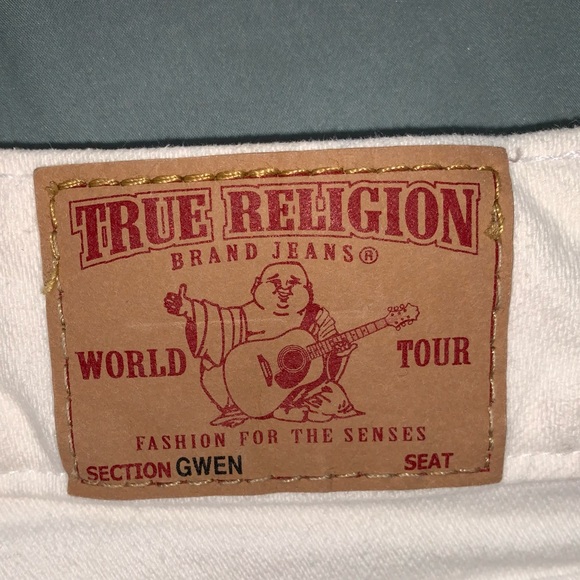 TRUE RELIGION
BRAND JEANS®
WORLD TOUR
FASHION FOR THE SENSES
SECTION GWEN SEAT